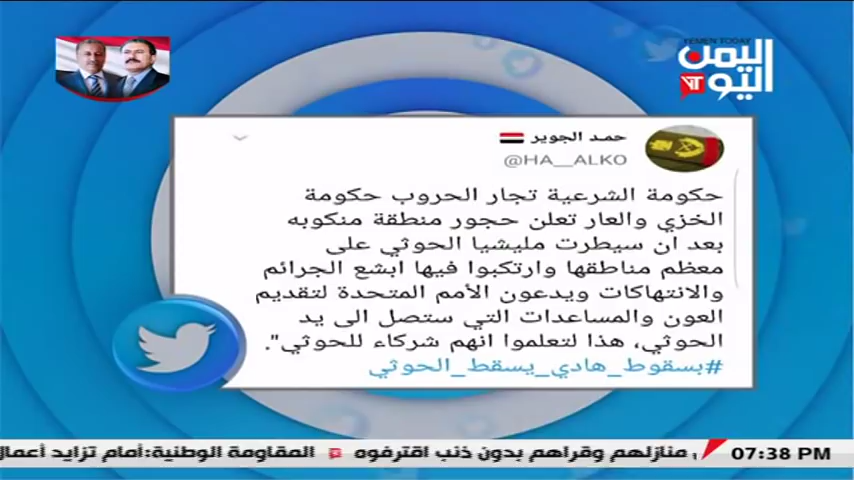 YEMEN TODAY
اليمن
اليوم
حمد الجوير
@HA__ALKO
حكومة الشرعية تجار الحروب حكومة
الخزي والعار تعلن حجور منطقة منكوبه
بعد ان سيطرت مليشيا الحوثي على
معظم مناطقها وارتكبوا فيها ابشع الجرائم
والانتهاكات ويدعون الأمم المتحدة لتقديم
العون والمساعدات التي ستصل الى يد
الحوثي، هذا لتعلموا انهم شركاء للحوثي".
#بسقوط_هادي_يسقط_الحوثي
07:38 PM
منازلهم وقراهم بدون ذنب اقترفوه المقاومة الوطنية:أمام تزايد أعمال